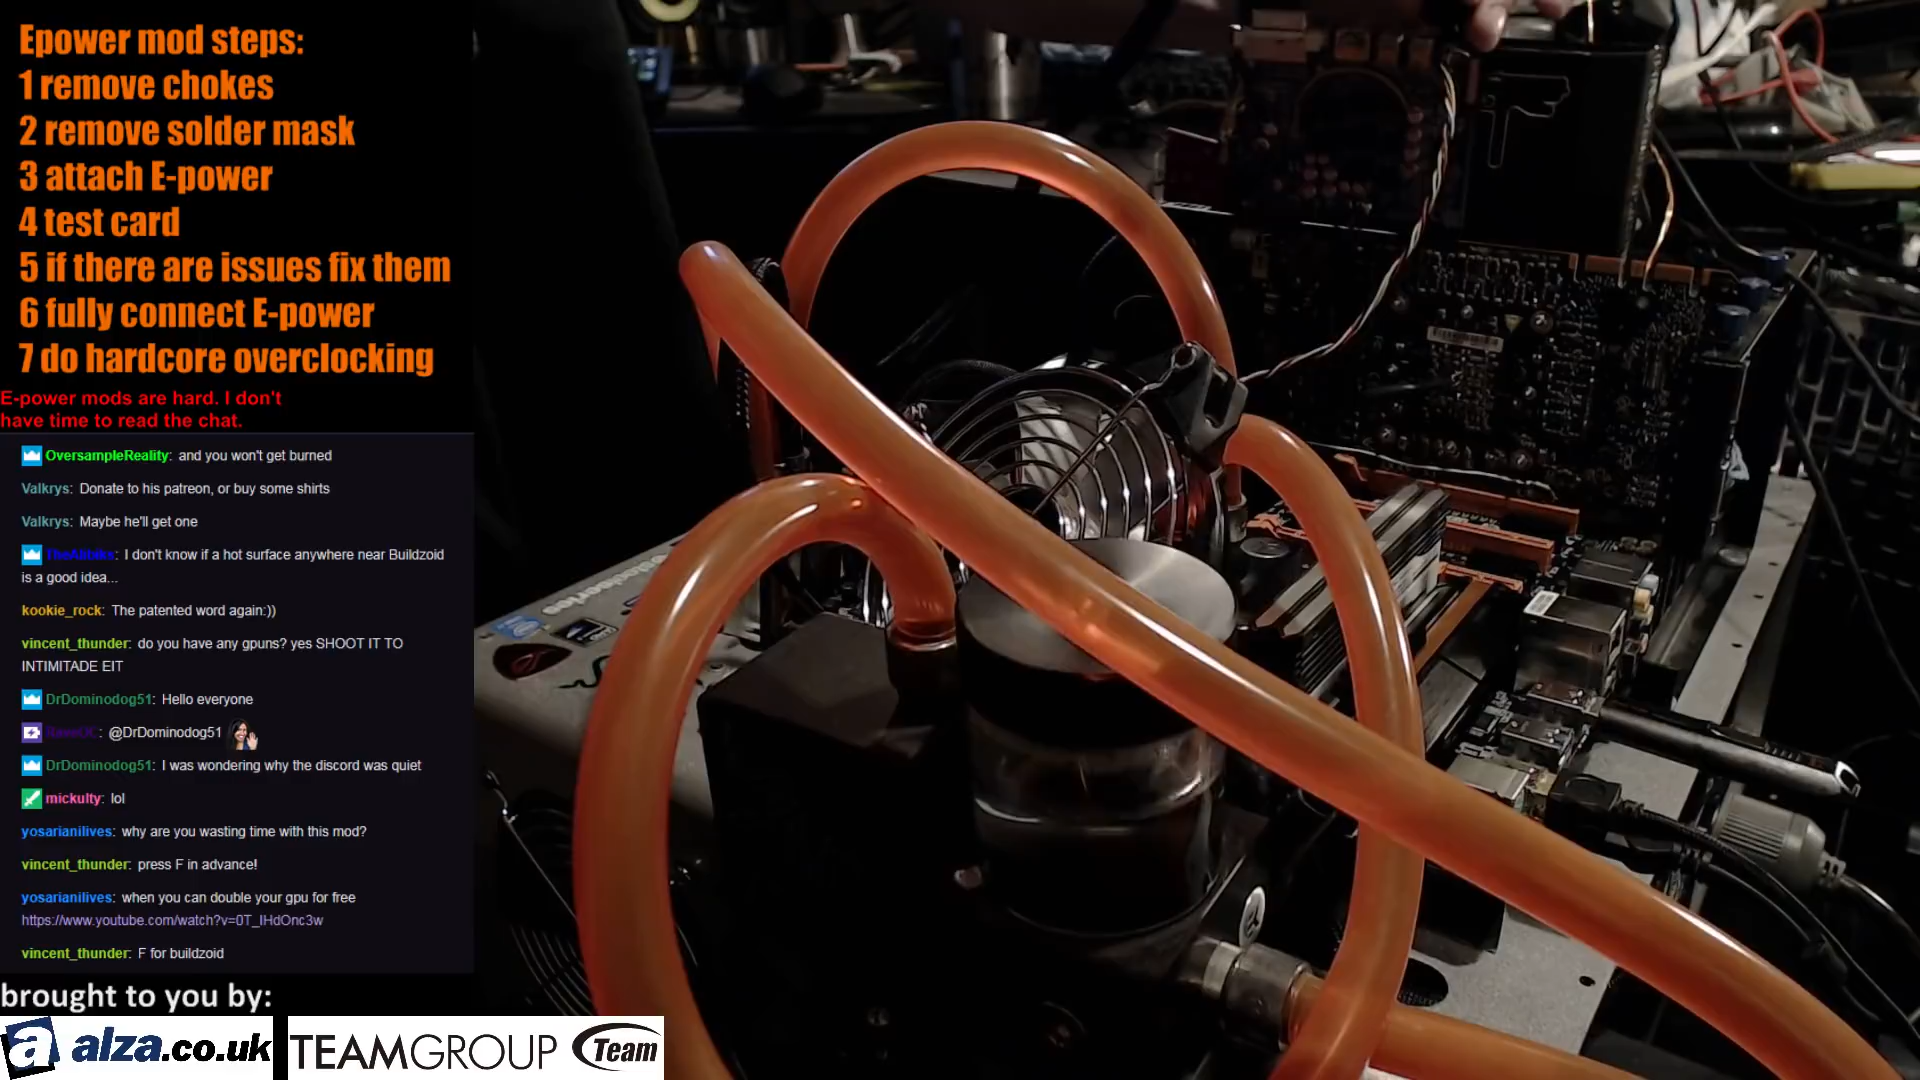 Epower mod steps:
1 remove chokes
2 remove solder mask
3 attach E-power
4 test card
5 if there are issues fix them
6 fully connect E-power
7 do hardcore overclocking
E-power mods are hard. I don't
have time to read the chat.
OversampleReality: and you won't get burned
Valkrys: Donate to his patreon, or buy some shirts
Valkrys: Maybe he'll get one
: I don't know if a hot surface anywhere near Buildzoid
is a good idea...
kookie_rock: The patented word again:))
vincent_thunder: do you have any gpuns? yes SHOOT IT TO
INTIMITADE EIT
DrDominodog51: Hello everyone
: @DrDominodog51
DrDominodog51: I was wondering why the discord was quiet
mickulty: lol
yosarianilives: why are you wasting time with this mod?
vincent_thunder: press F in advance!
yosarianilives: when you can double your gpu for free
https://www.youtube.com/watch?v=0T_IHdOnc3w
vincent_thunder: F for buildzoid
brought to you by:
a alza.co.uk TEAMGROUP Team